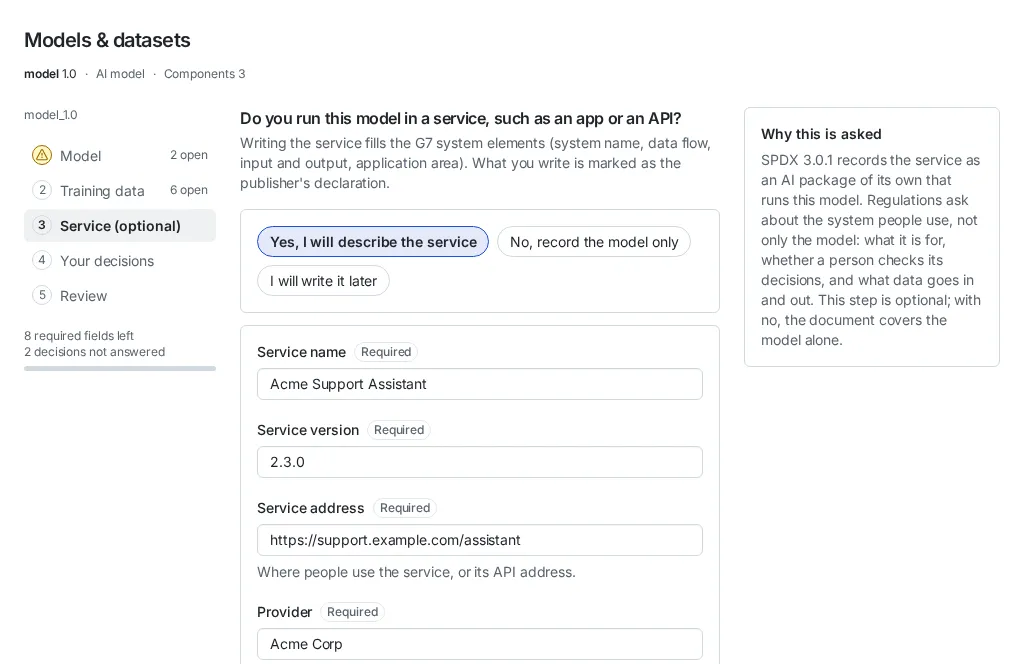 Models & datasets
model 1.0 · AI model · Components 3
model_1.0
Model 2 open
2 Training data 6 open
3 Service (optional)
4 Your decisions
5 Review
8 required fields left
2 decisions not answered
Do you run this model in a service, such as an app or an API?
Writing the service fills the G7 system elements (system name, data flow,
input and output, application area). What you write is marked as the
publisher's declaration.
Yes, I will describe the service
No, record the model only
I will write it later
Service name Required
Acme Support Assistant
Service version Required
2.3.0
Service address Required
https://support.example.com/assistant
Where people use the service, or its API address.
Provider Required
Acme Corp
Why this is asked
SPDX 3.0.1 records the service as
an AI package of its own that
runs this model. Regulations ask
about the system people use, not
only the model: what it is for,
whether a person checks its
decisions, and what data goes in
and out. This step is optional; with
no, the document covers the
model alone.